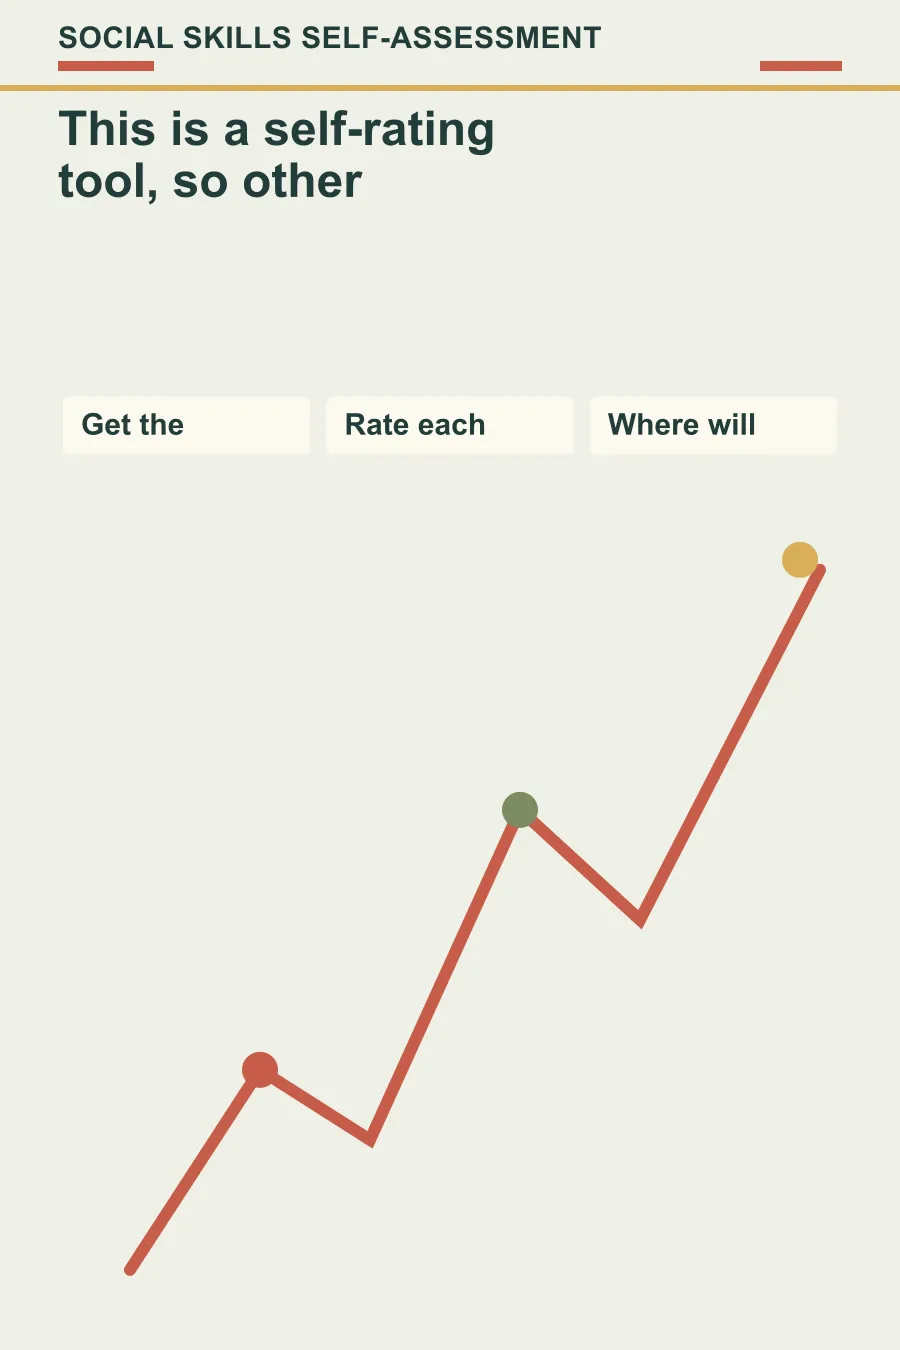 SOCIAL SKILLS SELF-ASSESSMENT
This is a self-rating
tool, so other
Get the
Rate each
Where will